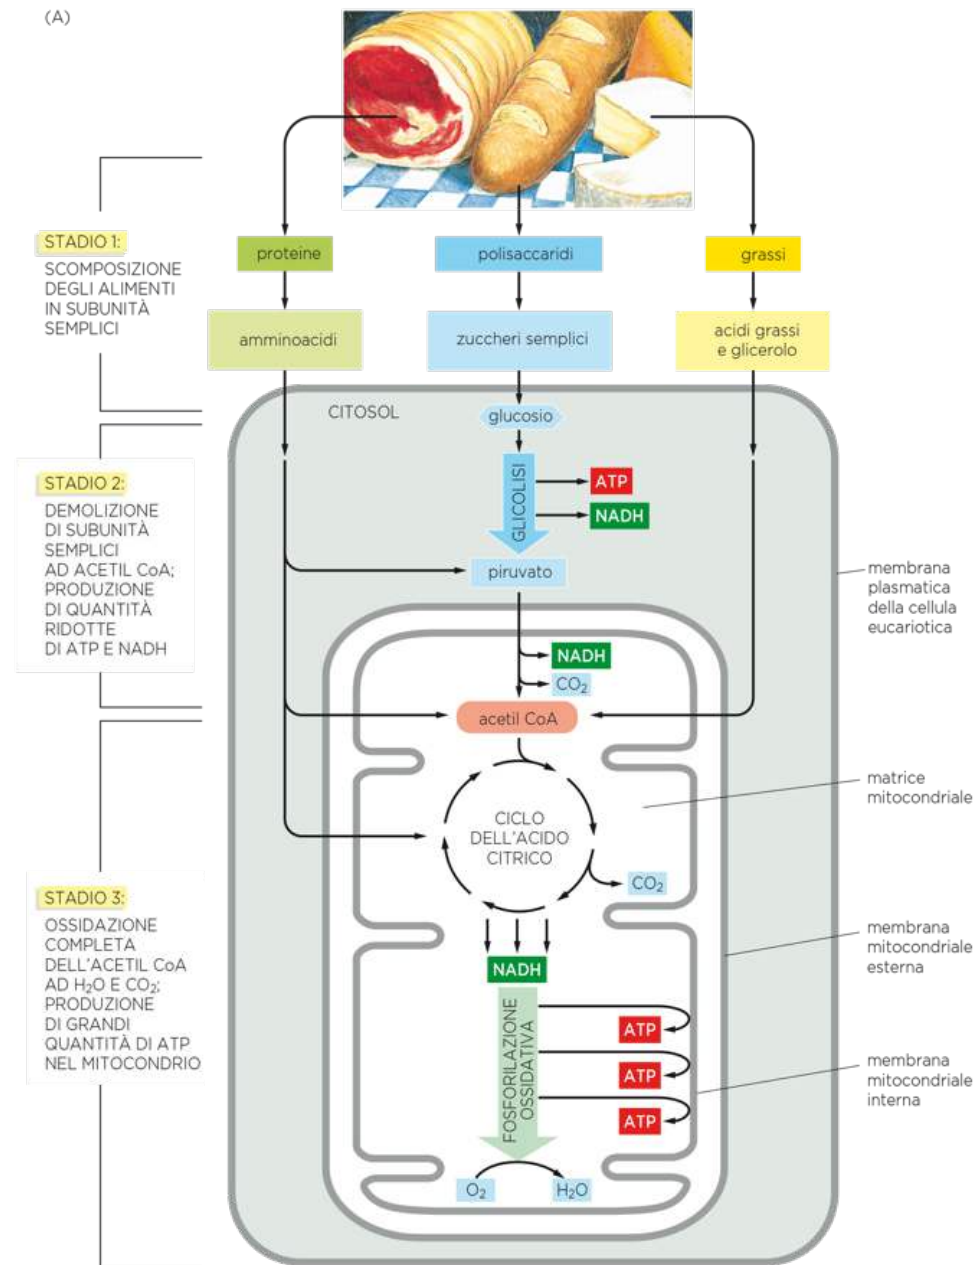 (A)
STADIO 1:
SCOMPOSIZIONE
DEGLI ALIMENTI
IN SUBUNITÀ
SEMPLICI
proteine
polisaccaridi
grassi
amminoacidi
zuccheri semplici
acidi grassi
e glicerolo
CITOSOL
glucosio
STADIO 2:
DEMOLIZIONE
DI SUBUNITÀ
SEMPLICI
AD ACETIL CoA;
PRODUZIONE
DI QUANTITÀ
RIDOTTE
DI ATP E NADH
GLICOLISI
ATP
NADH
piruvato
membrana
plasmatica
della cellula
eucariotica
NADH
CO₂
acetil CoA
matrice
mitocondriale
CICLO
DELL'ACIDO
CITRICO
CO₂
STADIO 3:
OSSIDAZIONE
COMPLETA
DELL'ACETIL CoA
AD H₂O E CO₂;
PRODUZIONE
DI GRANDI
QUANTITÀ DI ATP
NEL MITOCONDRIO
membrana
mitocondriale
esterna
NADH
FOSFORILAZIONE
OSSIDATIVA
ATP
ATP
ATP
membrana
mitocondriale
interna
O₂
H₂O